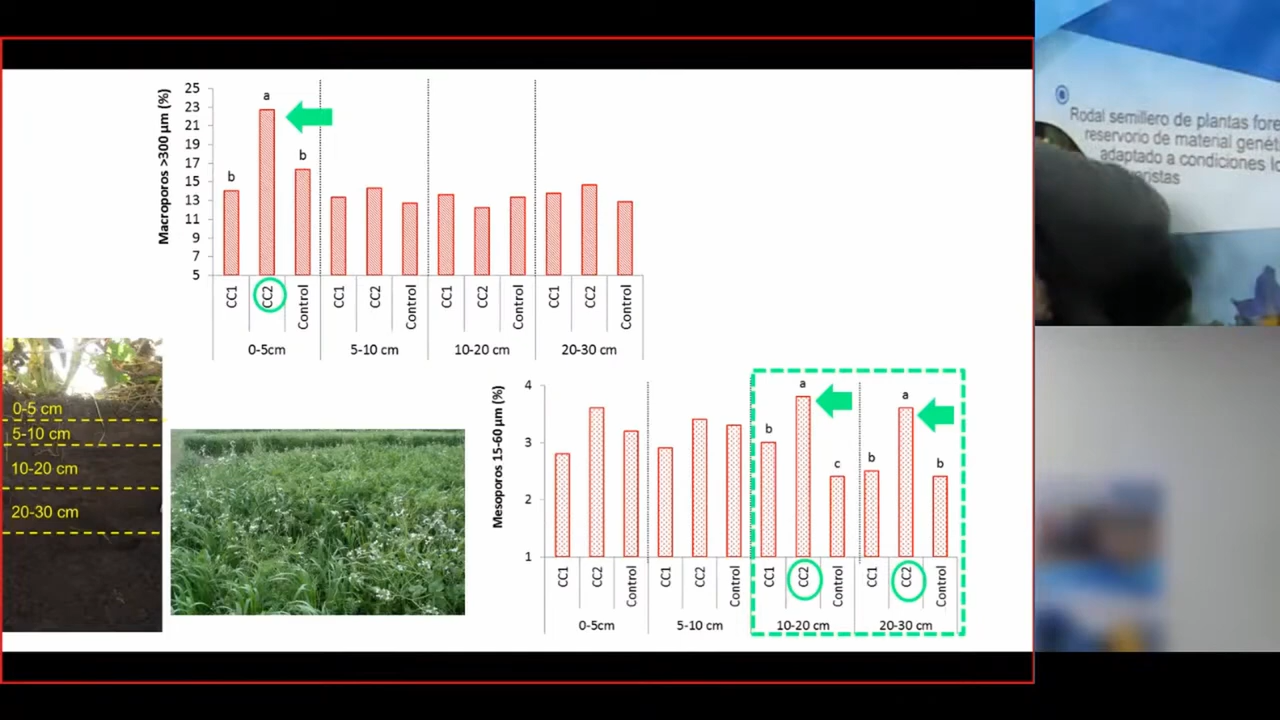 Macroporos >300 µm (%)
25
23
21
19
17
15
13
11
9
7
5
b
a
b
CC1
CC2
Control
CC1
CC2
Control
CC1
CC2
Control
CC1
CC2
Control
0-5cm
5-10 cm
10-20 cm
20-30 cm
0-5 cm
5-10 cm
10-20 cm
20-30 cm
Mesoporos 15-60 µm (%)
4
3
2
1
b
a
c
b
a
b
CC1
CC2
Control
CC1
CC2
Control
CC1
CC2
Control
CC1
CC2
Control
0-5cm
5-10 cm
10-20 cm
20-30 cm
Rodal semillero de plantas
reservorio de material
adaptado a condiciones